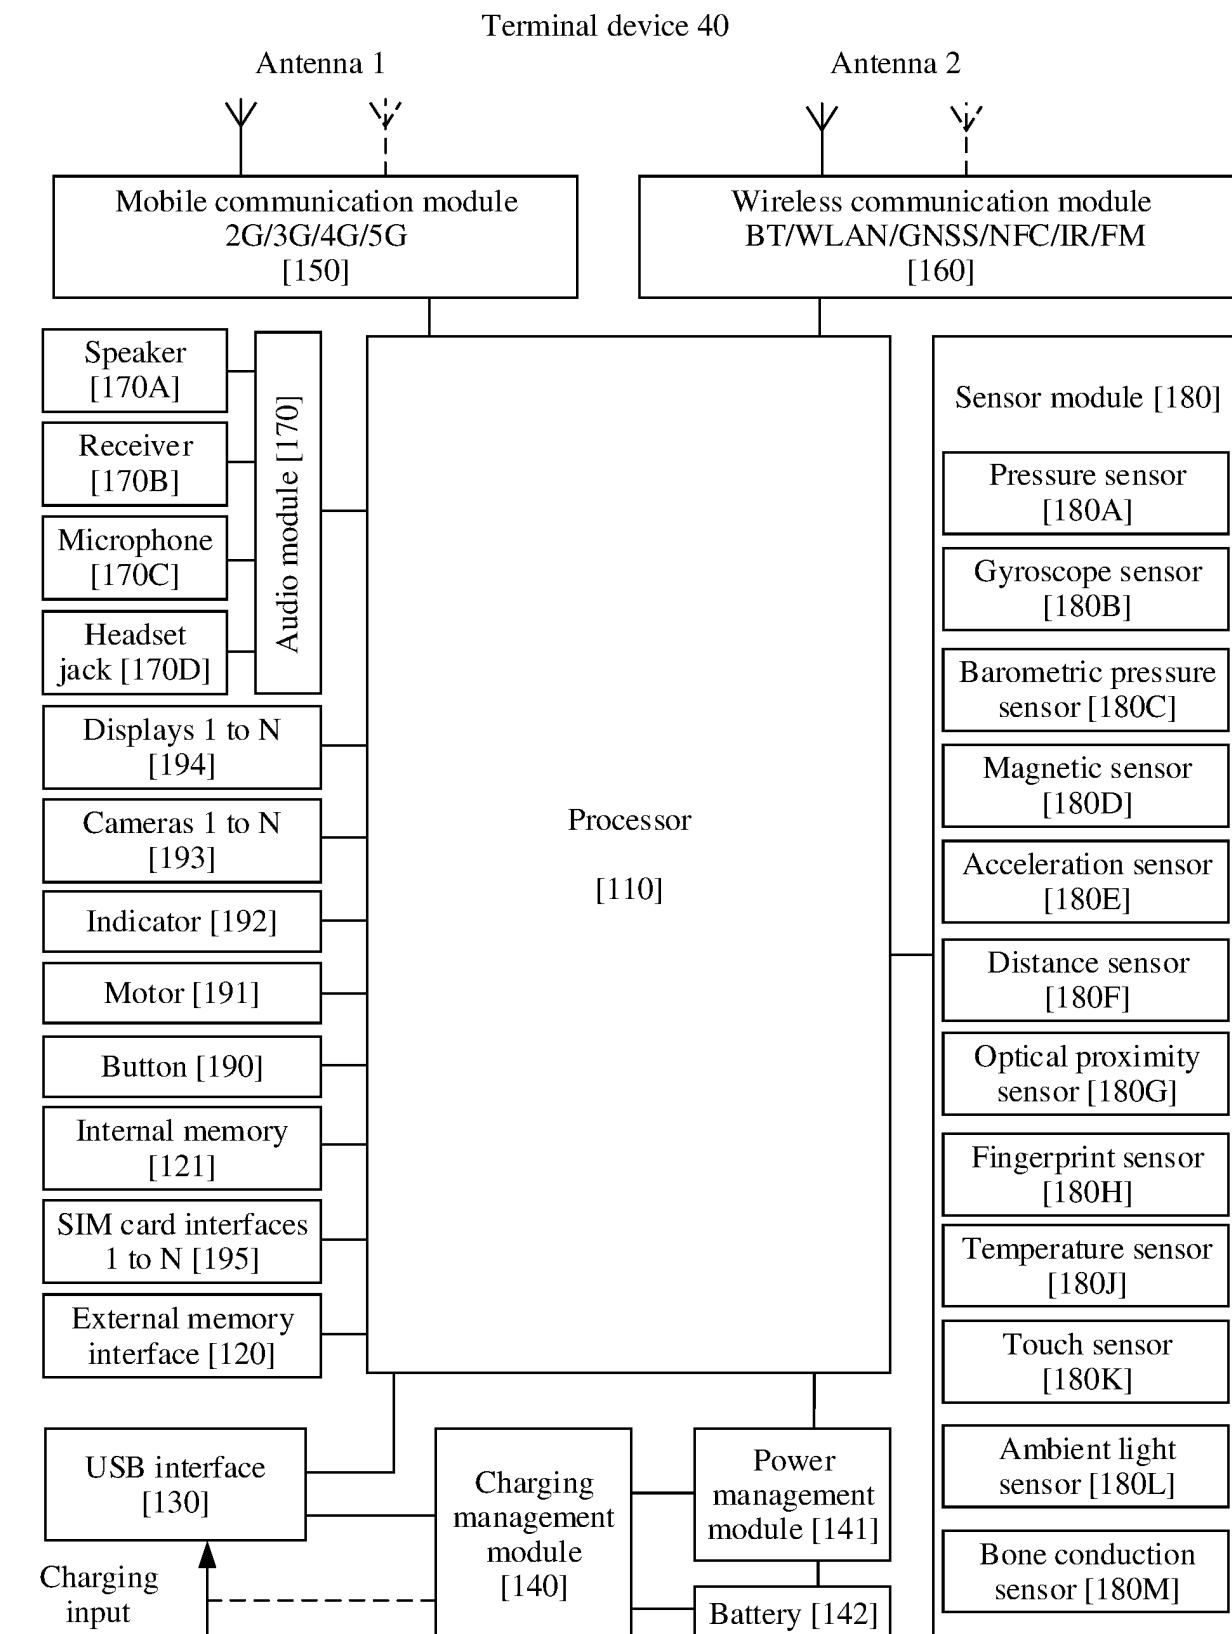 Terminal device 40
Antenna 1
Antenna 2
Mobile communication module
2G/3G/4G/5G
[150]
Wireless communication module
BT/WLAN/GNSS/NFC/IR/FM
[160]
Speaker
[170A]
Receiver
[170B]
Microphone
[170C]
Headset
jack [170D]
Audio module [170]
Displays 1 to N
[194]
Cameras 1 to N
[193]
Indicator [192]
Motor [191]
Button [190]
Internal memory
[121]
SIM card interfaces
1 to N [195]
External memory
interface [120]
Processor
[110]
Sensor module [180]
Pressure sensor
[180A]
Gyroscope sensor
[180B]
Barometric pressure
sensor [180C]
Magnetic sensor
[180D]
Acceleration sensor
[180E]
Distance sensor
[180F]
Optical proximity
sensor [180G]
Fingerprint sensor
[180H]
Temperature sensor
[180J]
Touch sensor
[180K]
Ambient light
sensor [180L]
Bone conduction
sensor [180M]
USB interface
[130]
Charging
input
Charging
management
module
[140]
Power
management
module [141]
Battery [142]